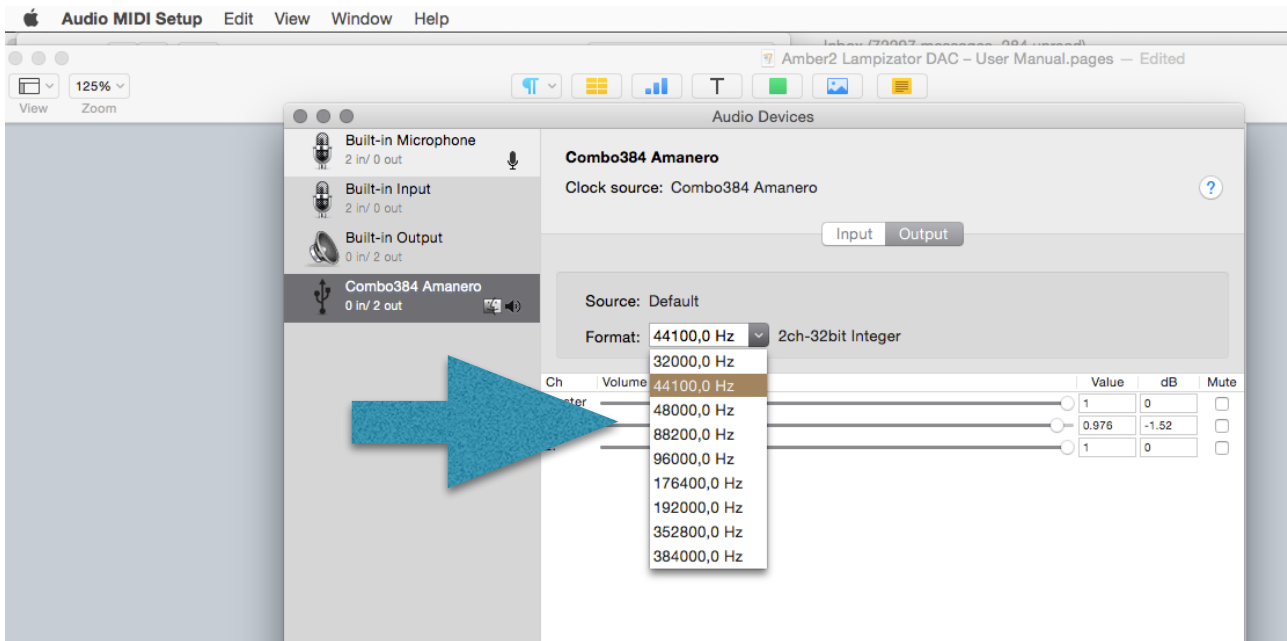 Audio MIDI Setup Edit View Window Help
Amber2 Lampizator DAC – User Manual.pages — Edited
125%
View Zoom
Audio Devices
Built-in Microphone
2 in/ 0 out
Built-in Input
2 in/ 0 out
Built-in Output
0 in/ 2 out
Combo384 Amanero
0 in/ 2 out
Combo384 Amanero
Clock source: Combo384 Amanero
?
Input Output
Source: Default
Format: 44100,0 Hz 2ch-32bit Integer
32000,0 Hz
44100,0 Hz
48000,0 Hz
88200,0 Hz
96000,0 Hz
176400,0 Hz
192000,0 Hz
352800,0 Hz
384000,0 Hz
Ch Volume Value dB Mute
1 0
0.976 -1.52
1 0